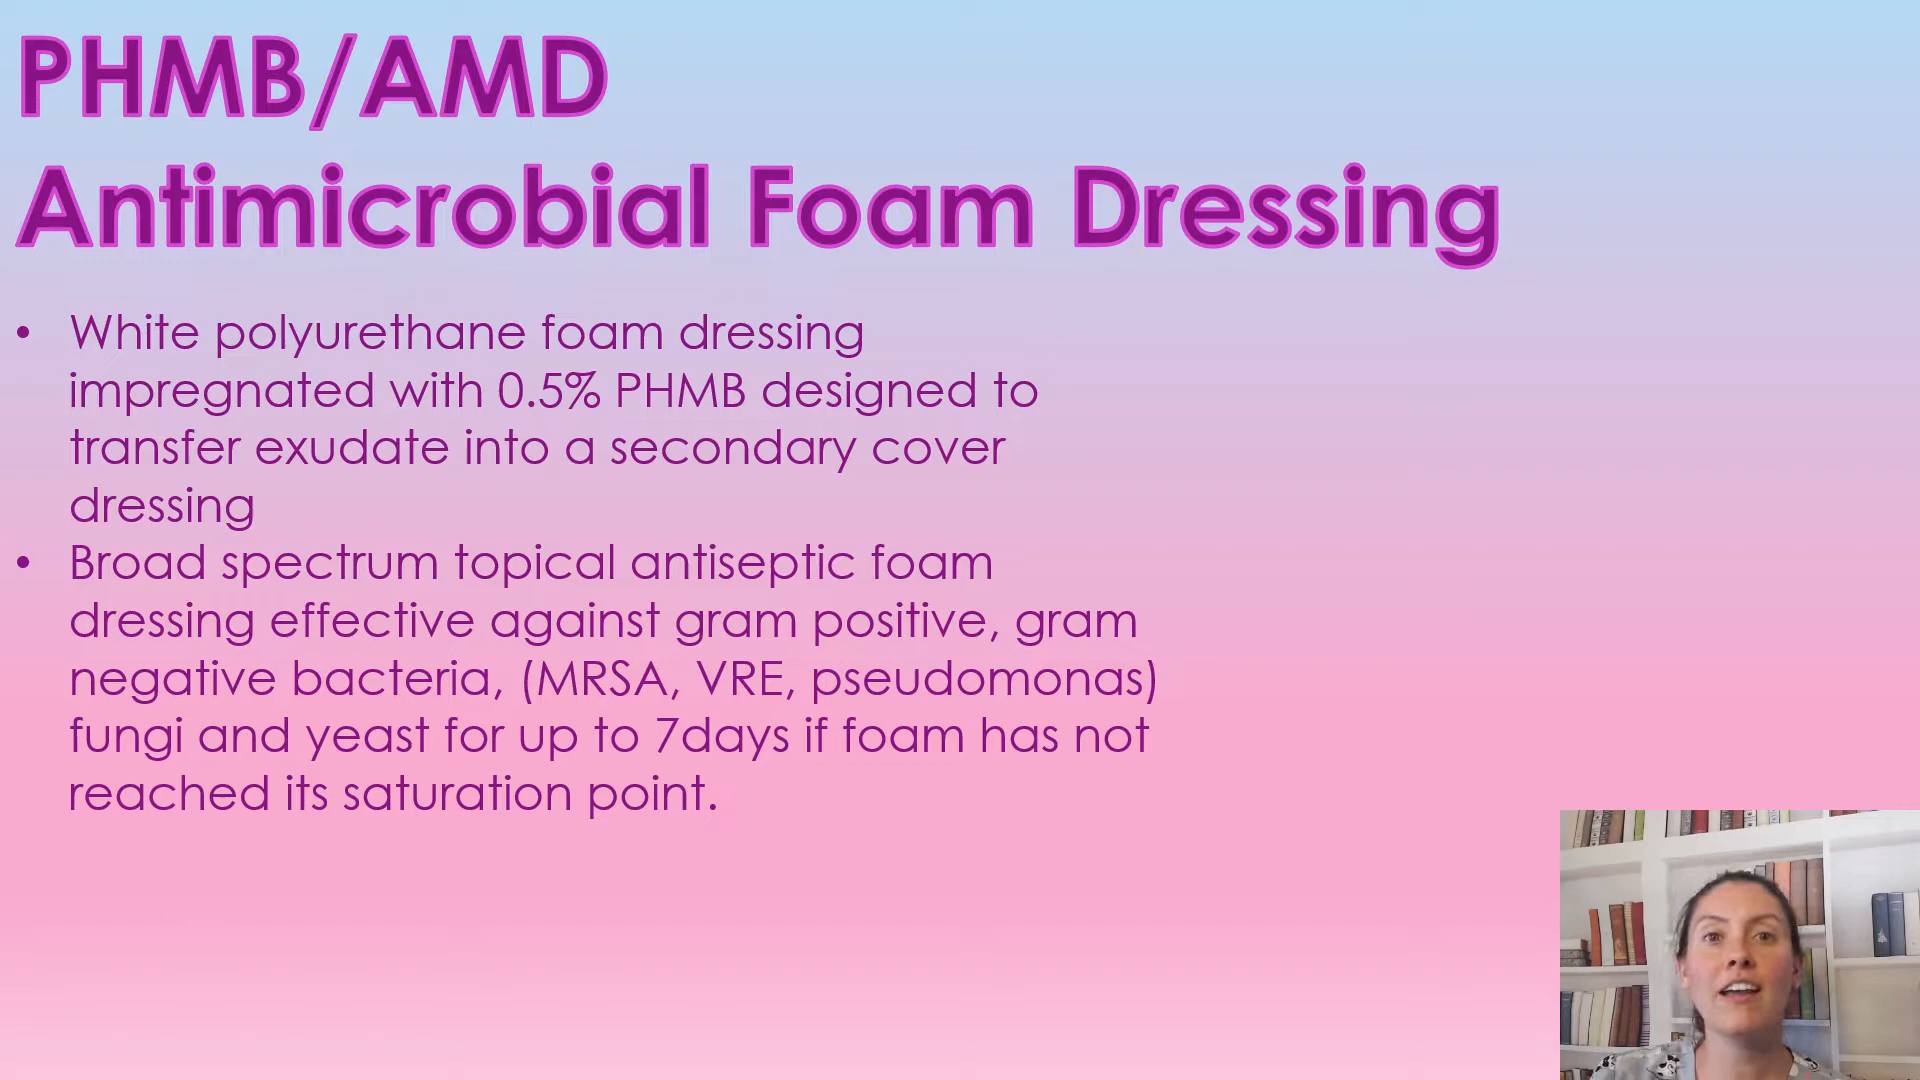 PHMB/AMD
Antimicrobial Foam Dressing
• White polyurethane foam dressing
impregnated with 0.5% PHMB designed to
transfer exudate into a secondary cover
dressing
• Broad spectrum topical antiseptic foam
dressing effective against gram positive, gram
negative bacteria, (MRSA, VRE, pseudomonas)
fungi and yeast for up to 7days if foam has not
reached its saturation point.